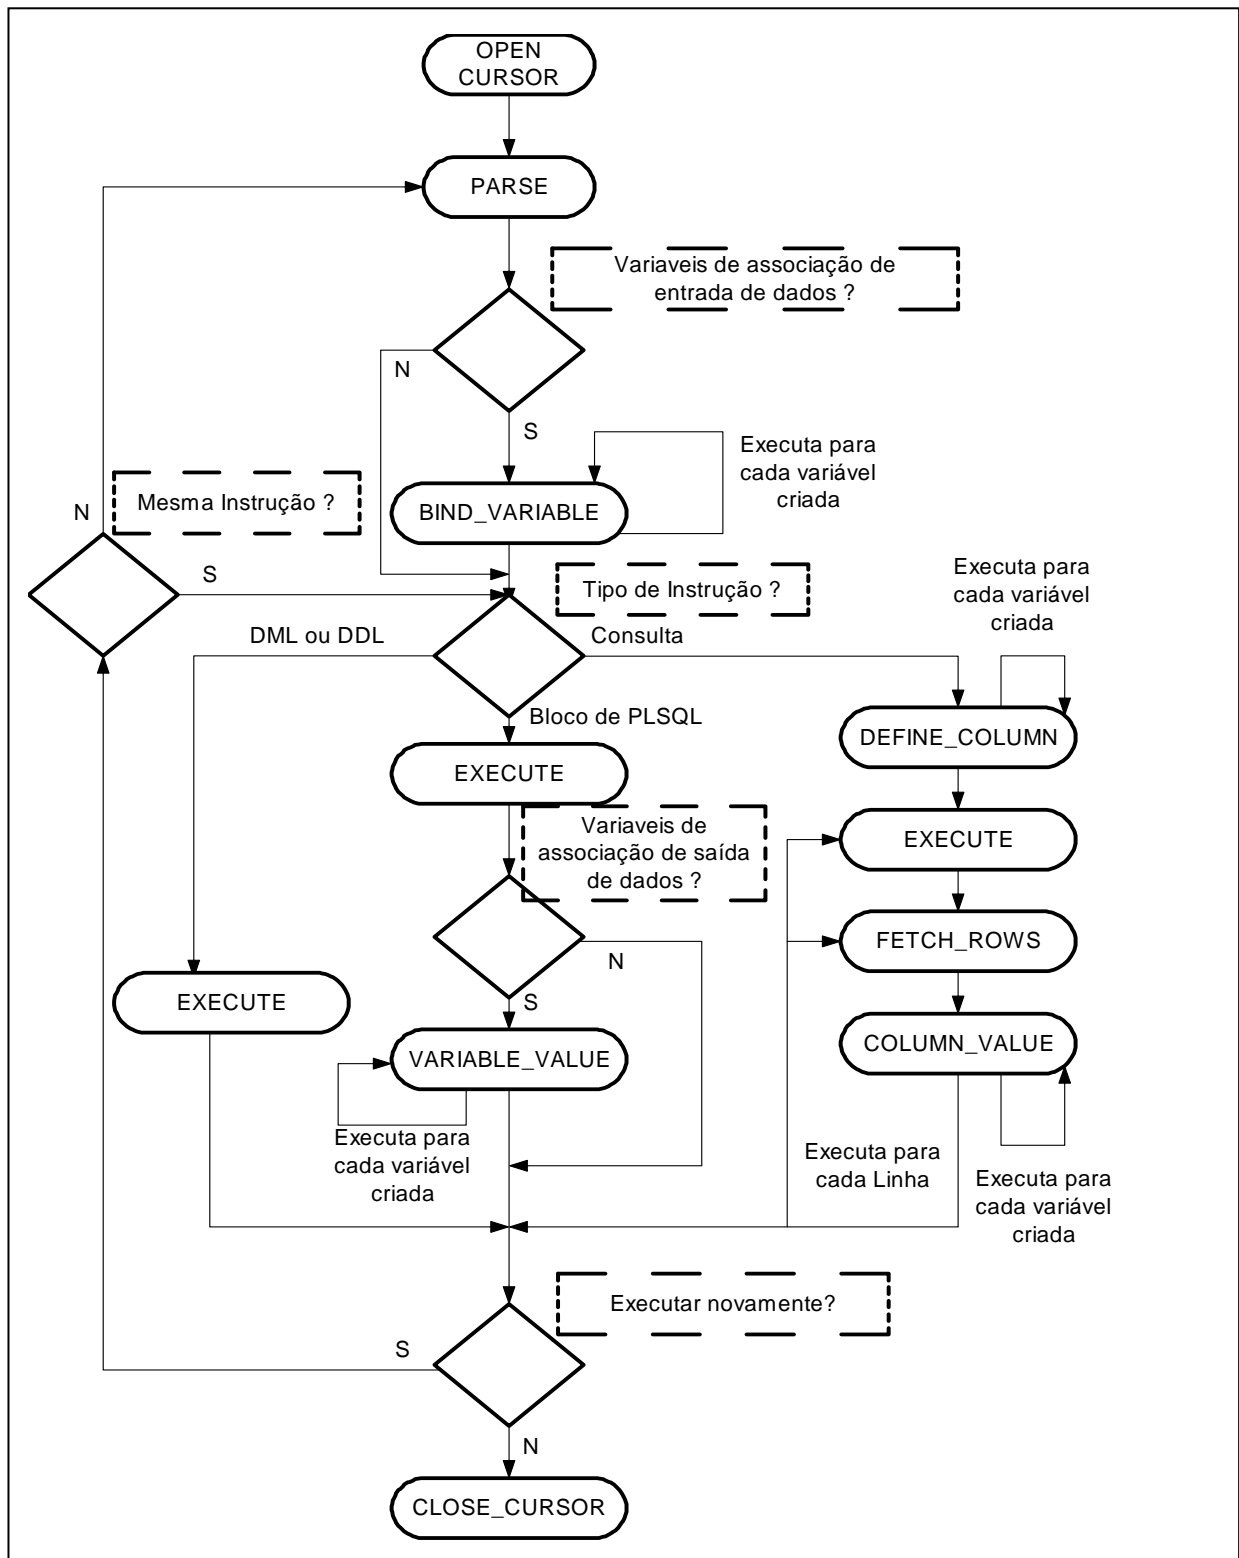 OPEN
CURSOR
PARSE
Variaveis de associação de
entrada de dados ?
N
S
Executa para
cada variável
criada
Mesma Instrução ?
N
BIND_VARIABLE
S
Tipo de Instrução ?
Executa para
cada variável
criada
DML ou DDL
Consulta
Bloco de PLSQL
DEFINE_COLUMN
EXECUTE
Variaveis de
associação de saída
de dados ?
EXECUTE
FETCH_ROWS
N
EXECUTE
S
COLUMN_VALUE
VARIABLE_VALUE
Executa para
cada variável
criada
Executa para
cada Linha
Executa para
cada variável
criada
Executar novamente?
S
N
CLOSE_CURSOR